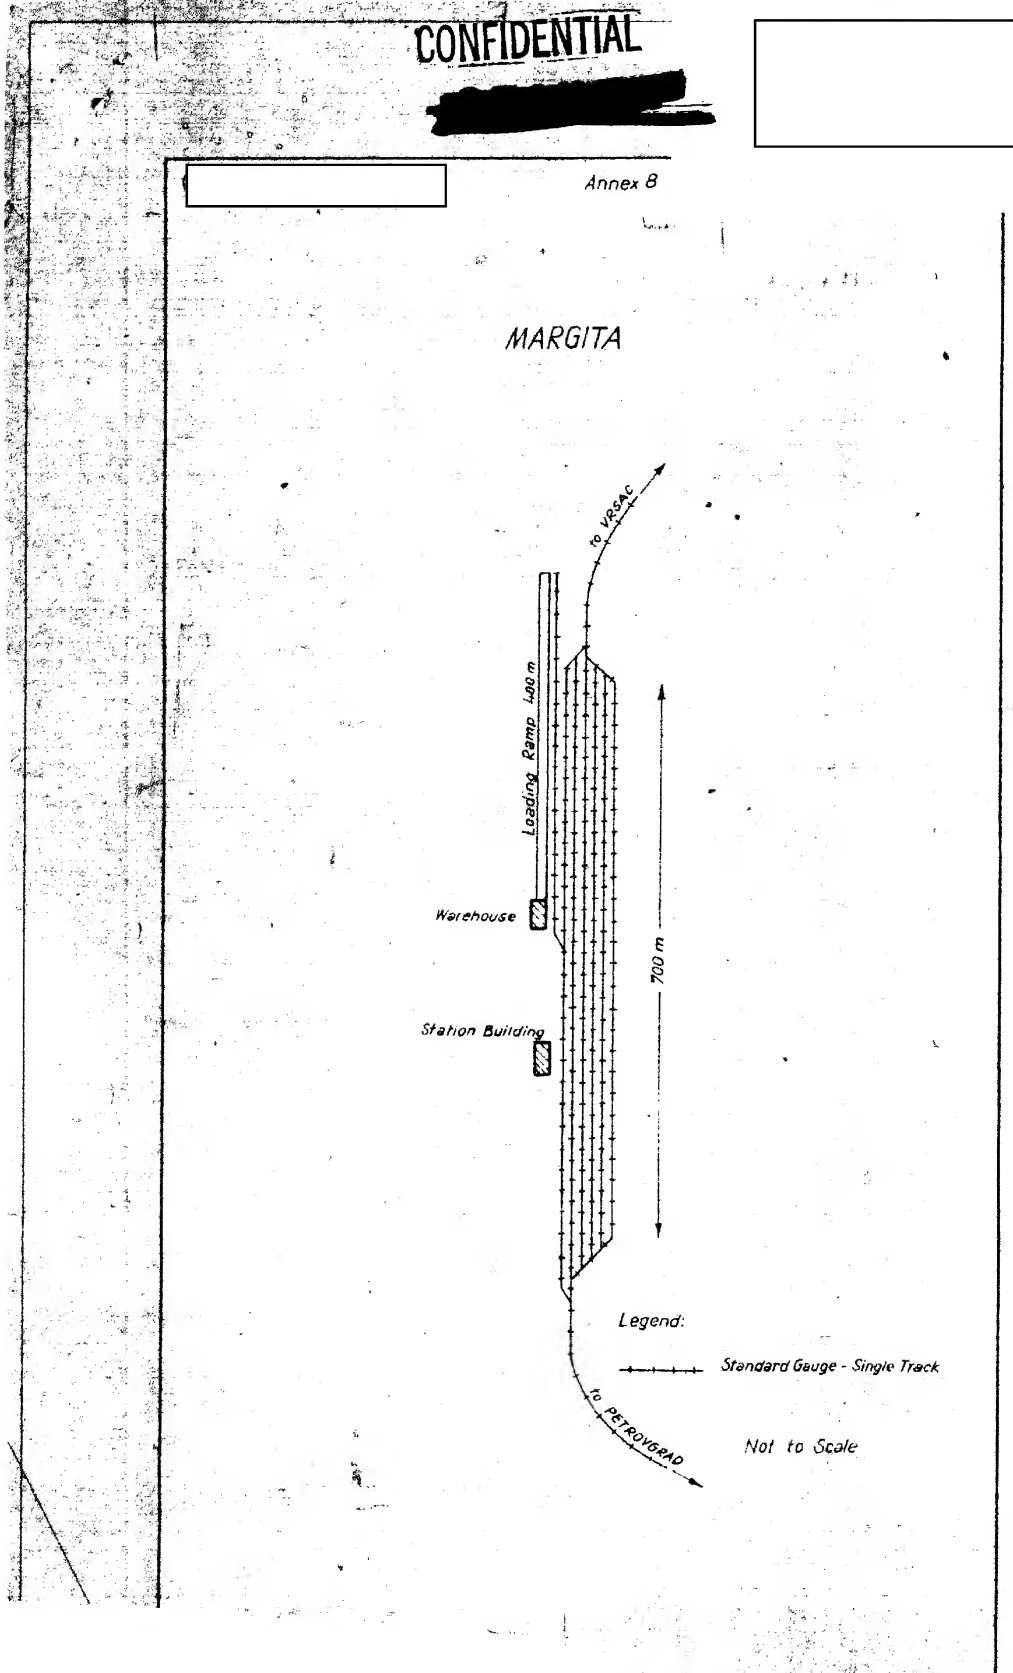 CONFIDENTIAL
Annex 8
MARGITA
to VRSAC
Loading Ramp 400 m
Warehouse
700 m
Station Building
Legend:
Standard Gauge - Single Track
to PETROVGRAD
Not to Scale